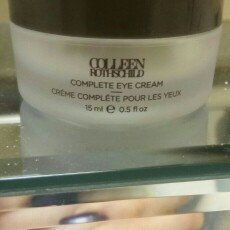 COLLEEN
ROTHSCHILD
COMPLETE EYE CREAM
CRÈME COMPLÈTE POUR LES YEUX
15 ml e 0.5 fl oz